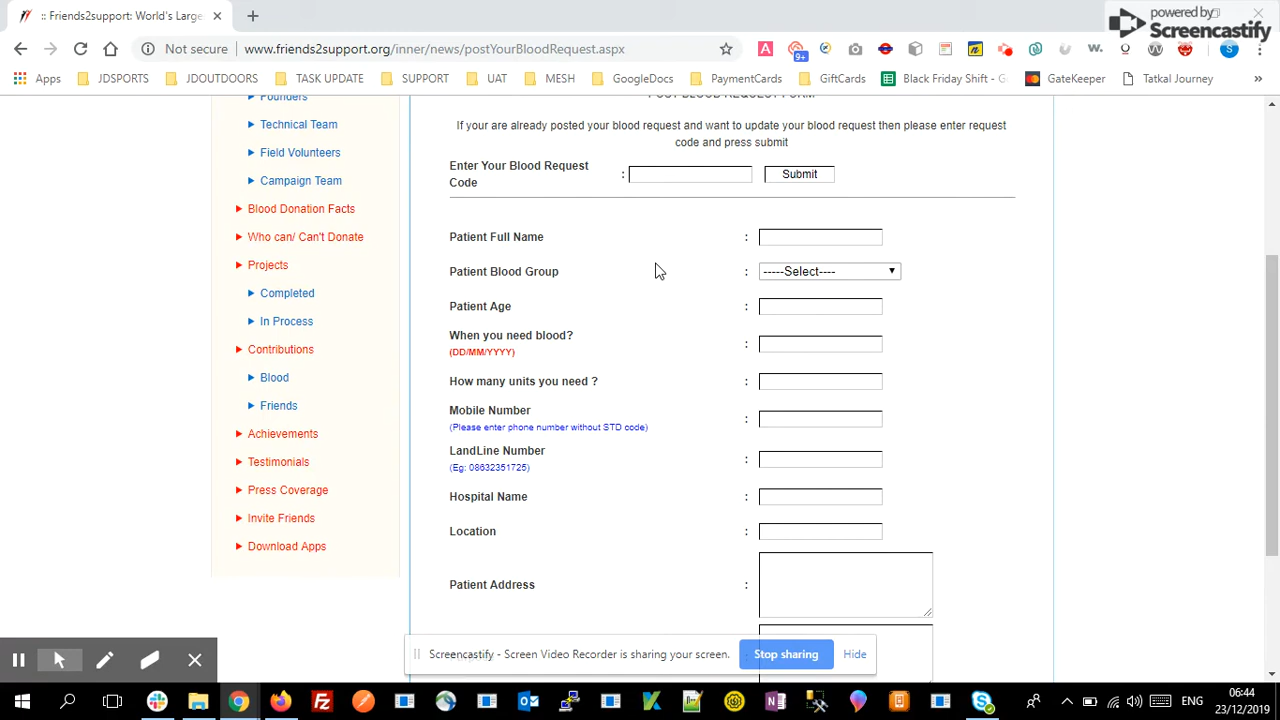 :: Friends2support: World's Large
powered by
Screencastify
Not secure
www.friends2support.org/inner/news/postYourBloodRequest.aspx
9+
Apps
JDSPORTS
JDOUTDOORS
TASK UPDATE
SUPPORT
UAT
MESH
GoogleDocs
PaymentCards
GiftCards
Black Friday Shift - G
GateKeeper
Tatkal Journey
»
Founders
Technical Team
Field Volunteers
Campaign Team
Blood Donation Facts
Who can/ Can't Donate
Projects
Completed
In Process
Contributions
Blood
Friends
Achievements
Testimonials
Press Coverage
Invite Friends
Download Apps
POST BLOOD REQUEST FORM
If your are already posted your blood request and want to update your blood request then please enter request
code and press submit
Enter Your Blood Request
Code
:
Submit
Patient Full Name :
Patient Blood Group : -----Select----
Patient Age :
When you need blood?
(DD/MM/YYYY)
:
How many units you need ? :
Mobile Number
(Please enter phone number without STD code)
:
LandLine Number
(Eg: 08632351725)
:
Hospital Name :
Location :
Patient Address :
Screencastify - Screen Video Recorder is sharing your screen.
Stop sharing
Hide
ENG
06:44
23/12/2019